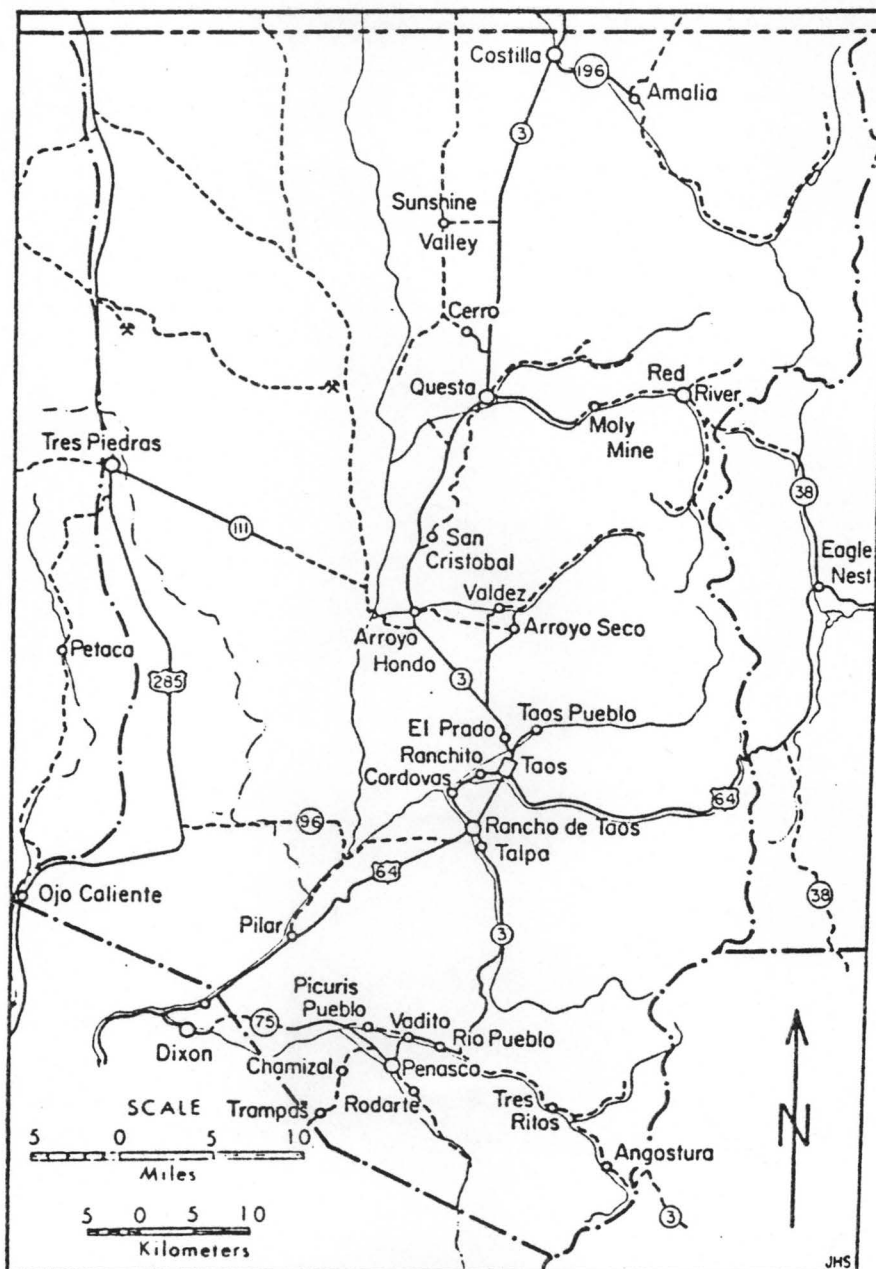 Costilla
196
Amalia
3
Sunshine
Valley
Cerro
Questa
Red
River
Moly
Mine
Tres Piedras
38
111
San
Cristobal
Eagle
Nest
Valdez
Arroyo Seco
Arroyo
Hondo
Petaca
285
3
El Prado
Taos Pueblo
Ranchito
Taos
Cordovas
64
96
Rancho de Taos
Talpa
64
Ojo Caliente
38
Pilar
3
Picuris
Pueblo
75
Vadito
Rio Pueblo
Dixon
Chamizal
Penasco
SCALE
Trampas
Rodarte
Tres
Ritos
N
5 0 5 10
Miles
Angostura
5 0 5 10
Kilometers
3
JHS